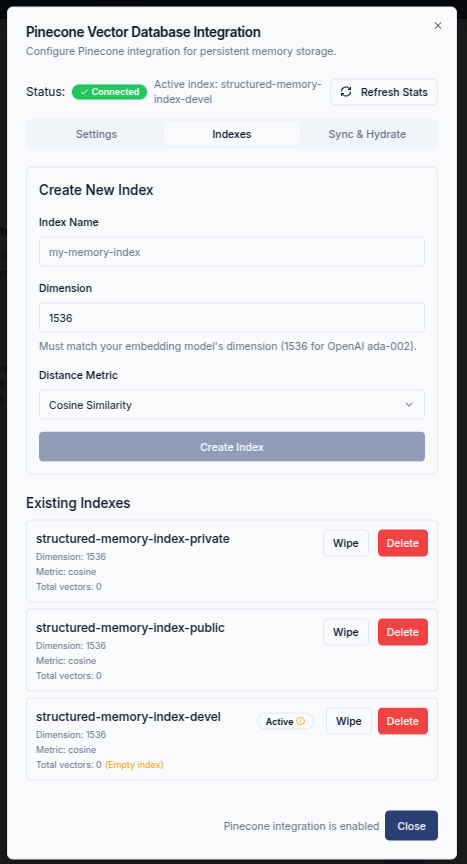 Pinecone Vector Database Integration
Configure Pinecone integration for persistent memory storage.
Status:
Connected
Active index: structured-memory-
index-devel
Refresh Stats
Settings
Indexes
Sync & Hydrate
Create New Index
Index Name
my-memory-index
Dimension
1536
Must match your embedding model's dimension (1536 for OpenAI ada-002).
Distance Metric
Cosine Similarity
Create Index
Existing Indexes
structured-memory-index-private
Wipe
Delete
Dimension: 1536
Metric: cosine
Total vectors: 0
structured-memory-index-public
Wipe
Delete
Dimension: 1536
Metric: cosine
Total vectors: 0
structured-memory-index-devel
Active
Wipe
Delete
Dimension: 1536
Metric: cosine
Total vectors: 0 (Empty index)
Pinecone integration is enabled
Close